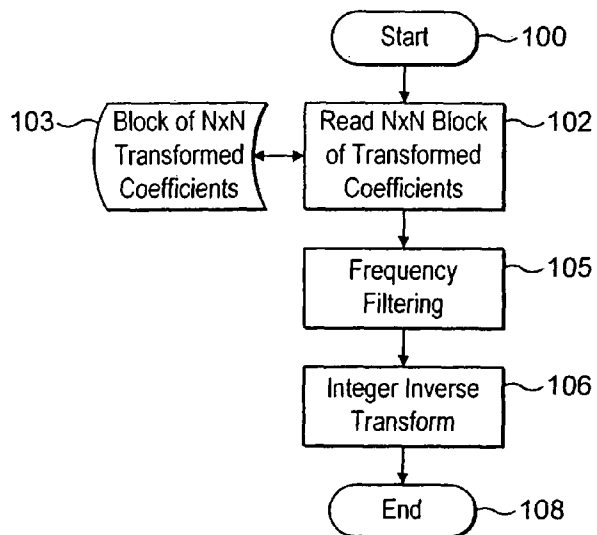 Start
100
103
Block of NxN
Transformed
Coefficients
Read NxN Block
of Transformed
Coefficients
102
Frequency
Filtering
105
Integer Inverse
Transform
106
End
108